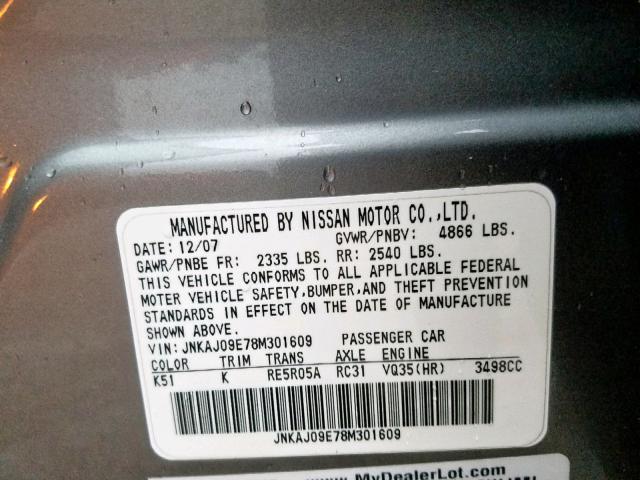 MANUFACTURED BY NISSAN MOTOR CO.,LTD.
DATE: 12/07 GVWR/PNBV: 4866 LBS.
GAWR/PNBE FR: 2335 LBS. RR: 2540 LBS.
THIS VEHICLE CONFORMS TO ALL APPLICABLE FEDERAL
MOTOR VEHICLE SAFETY,BUMPER,AND THEFT PREVENTION
STANDARDS IN EFFECT ON THE DATE OF MANUFACTURE
SHOWN ABOVE.
VIN: JNKAJ09E78M301609 PASSENGER CAR
COLOR TRIM TRANS AXLE ENGINE
K51 K RE5R05A RC31 VQ35(HR) 3498CC
JNKAJ09E78M301609
www.MyDealerLot.com